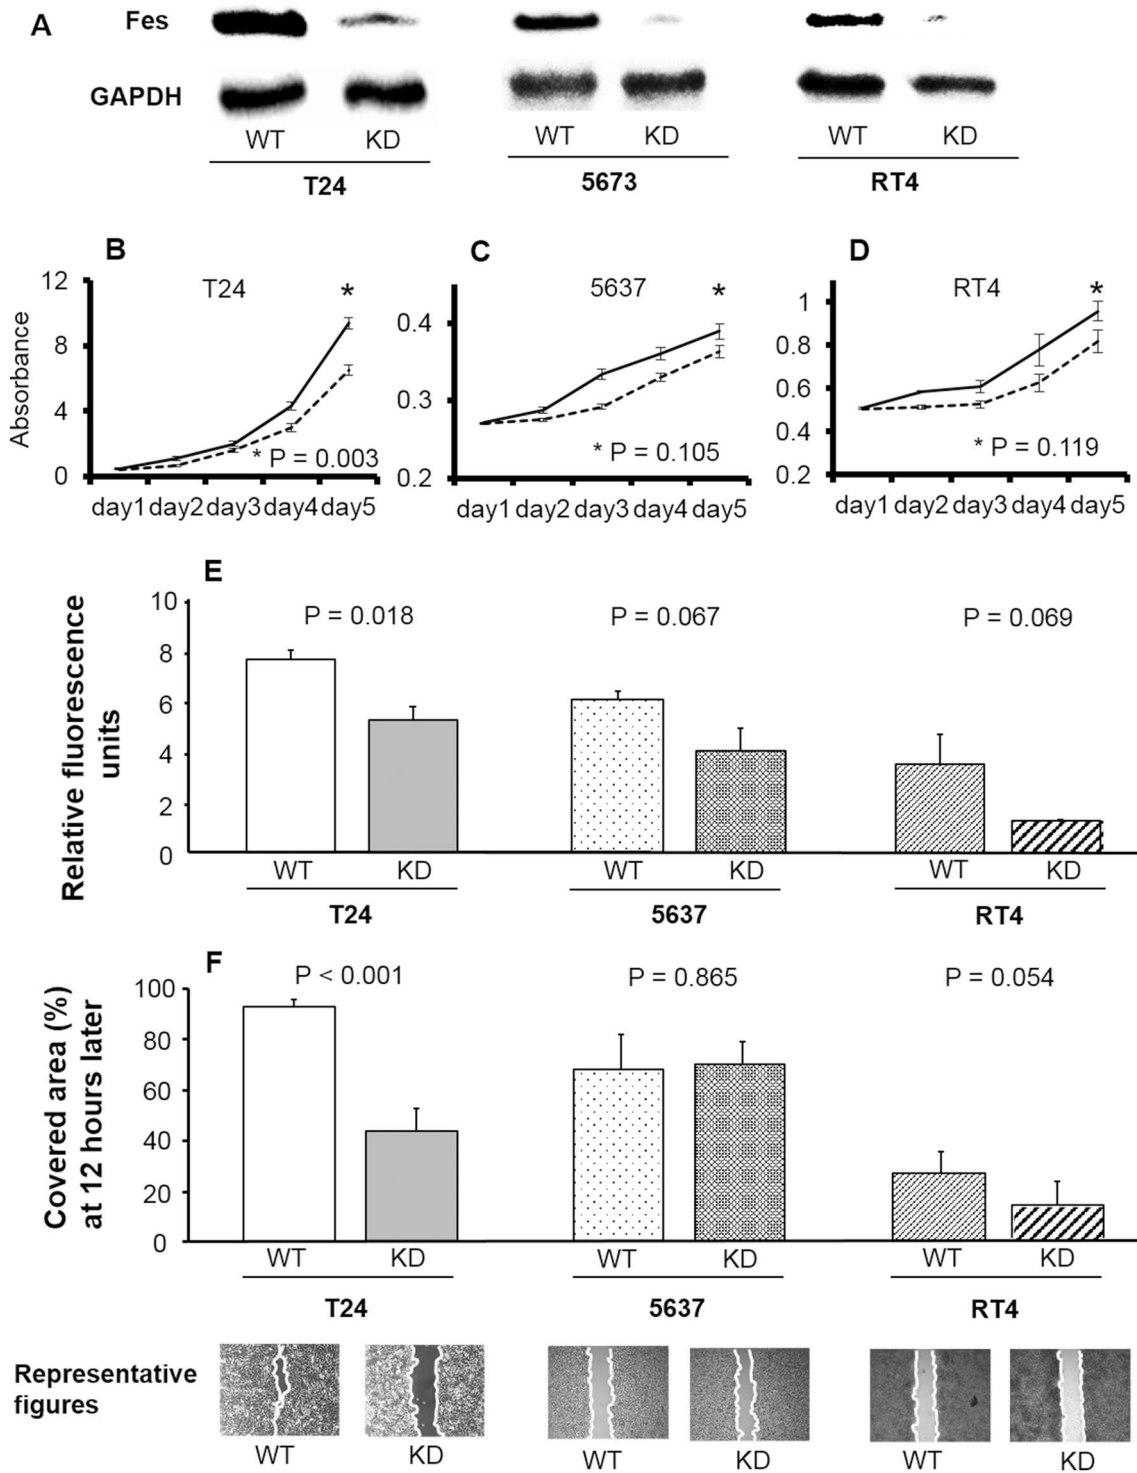 A
Fes
GAPDH
WT KD WT KD WT KD
T24 5673 RT4
B C D
T24 * 5637 * RT4 *
Absorbance
12
8
4
0
* P = 0.003
day1 day2 day3 day4 day5
0.4
0.3
0.2
* P = 0.105
day1 day2 day3 day4 day5
1
0.8
0.6
0.4
0.2
* P = 0.119
day1 day2 day3 day4 day5
E
Relative fluorescence
units
P = 0.018 P = 0.067 P = 0.069
10
8
6
4
2
0
WT KD WT KD WT KD
T24 5637 RT4
F
Covered area (%)
at 12 hours later
P < 0.001 P = 0.865 P = 0.054
100
80
60
40
20
0
WT KD WT KD WT KD
T24 5637 RT4
Representative
figures
WT KD WT KD WT KD